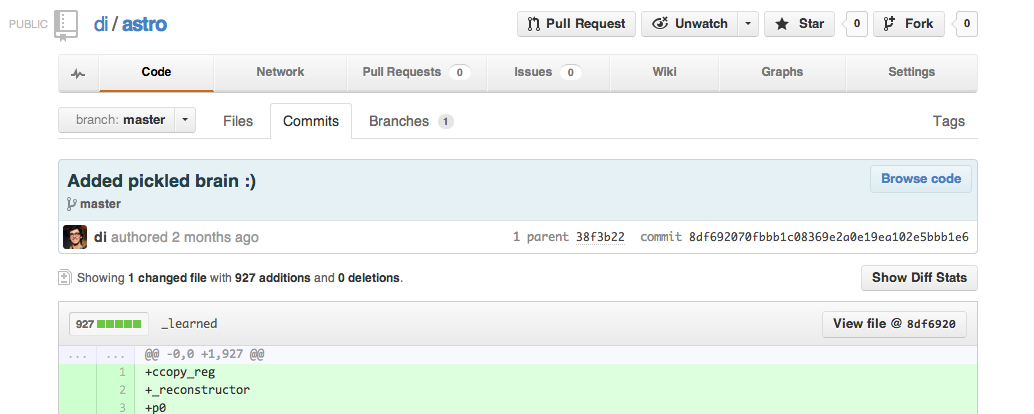 PUBLIC di / astro Pull Request Unwatch Star 0 Fork 0
Code Network Pull Requests 0 Issues 0 Wiki Graphs Settings
branch: master Files Commits Branches 1 Tags
Added pickled brain :) Browse code
master
di authored 2 months ago 1 parent 38f3b22 commit 8df692070fbbb1c08369e2a0e19ea102e5bbb1e6
Showing 1 changed file with 927 additions and 0 deletions. Show Diff Stats
927 _learned View file @ 8df6920
... ... @@ -0,0 +1,927 @@
1 +ccopy_reg
2 +_reconstructor
3 +p0